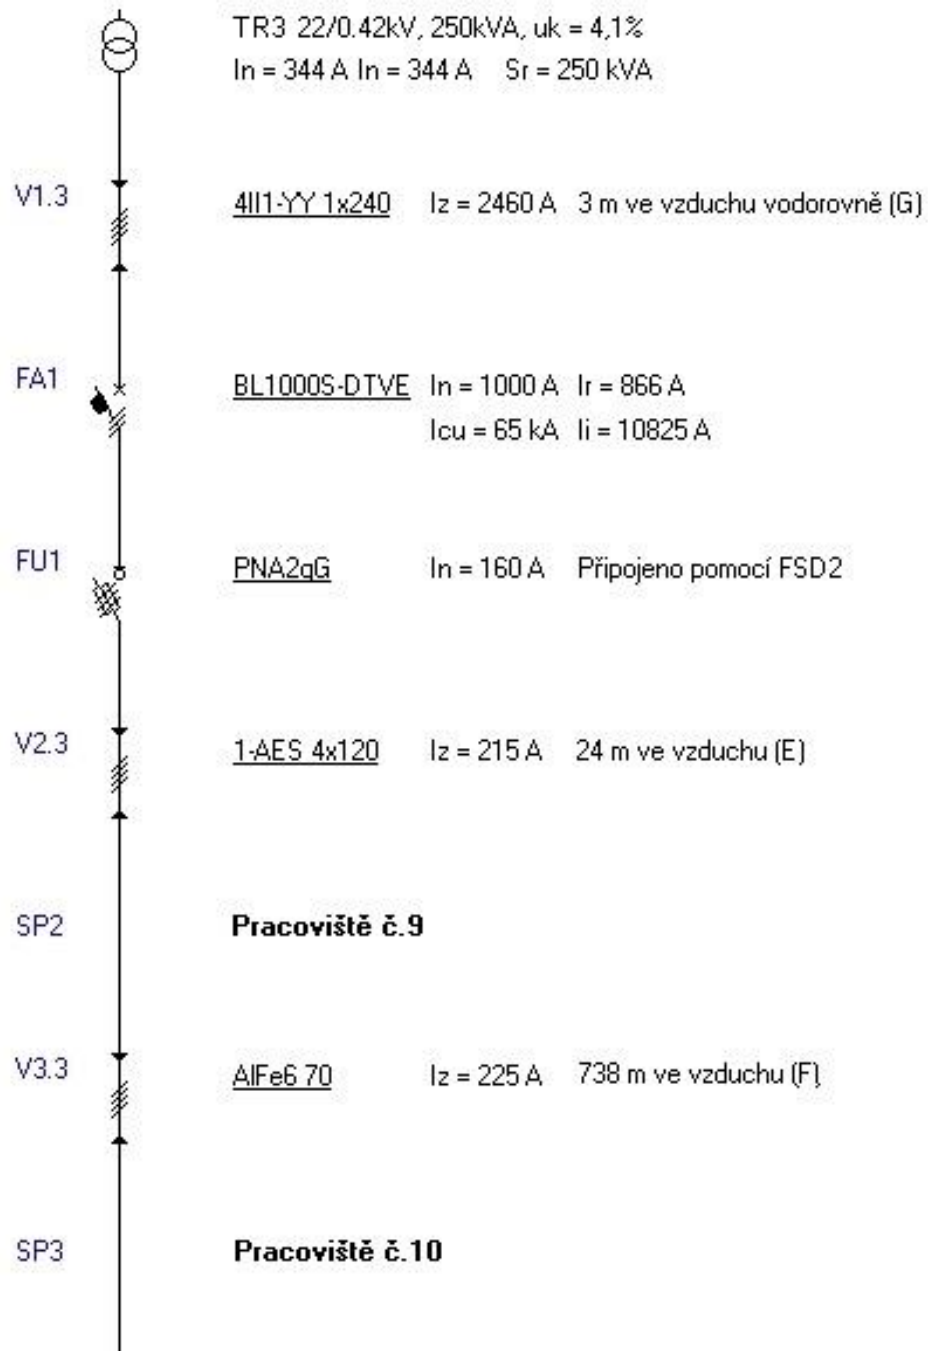 TR3 22/0.42kV, 250kVA, uk = 4,1%
In = 344 A In = 344 A Sr = 250 kVA
V1.3 4II1-YY 1x240 Iz = 2460 A 3 m ve vzduchu vodorovně (G)
FA1 BL1000S-DTVE In = 1000 A Ir = 866 A
Icu = 65 kA Ii = 10825 A
FU1 PNA2gG In = 160 A Připojeno pomocí FSD2
V2.3 1-AES 4x120 Iz = 215 A 24 m ve vzduchu (E)
SP2 Pracoviště č.9
V3.3 AlFe6 70 Iz = 225 A 738 m ve vzduchu (F)
SP3 Pracoviště č.10